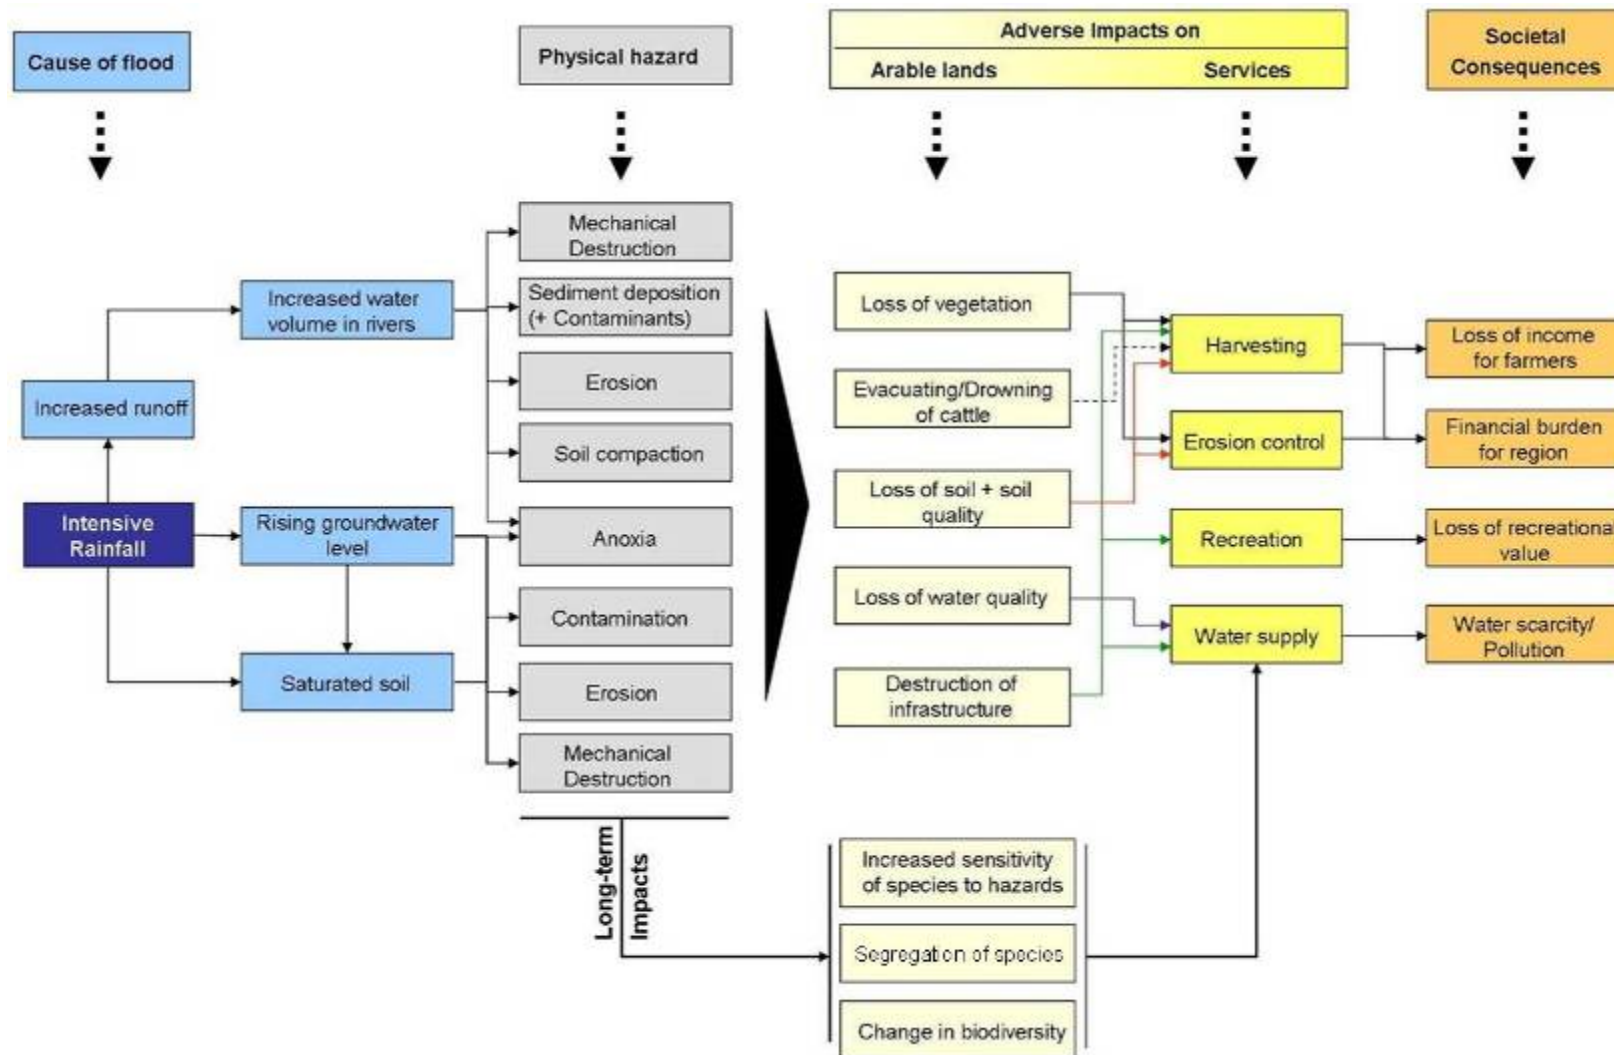 Cause of flood
Physical hazard
Adverse Impacts on
Arable lands
Services
Societal
Consequences
Increased runoff
Intensive
Rainfall
Increased water
volume in rivers
Rising groundwater
level
Saturated soil
Mechanical
Destruction
Sediment deposition
(+ Contaminants)
Erosion
Soil compaction
Anoxia
Contamination
Erosion
Mechanical
Destruction
Long-term
Impacts
Loss of vegetation
Evacuating/Drowning
of cattle
Loss of soil + soil
quality
Loss of water quality
Destruction of
infrastructure
Increased sensitivity
of species to hazards
Segregation of species
Change in biodiversity
Harvesting
Erosion control
Recreation
Water supply
Loss of income
for farmers
Financial burden
for region
Loss of recreational
value
Water scarcity/
Pollution